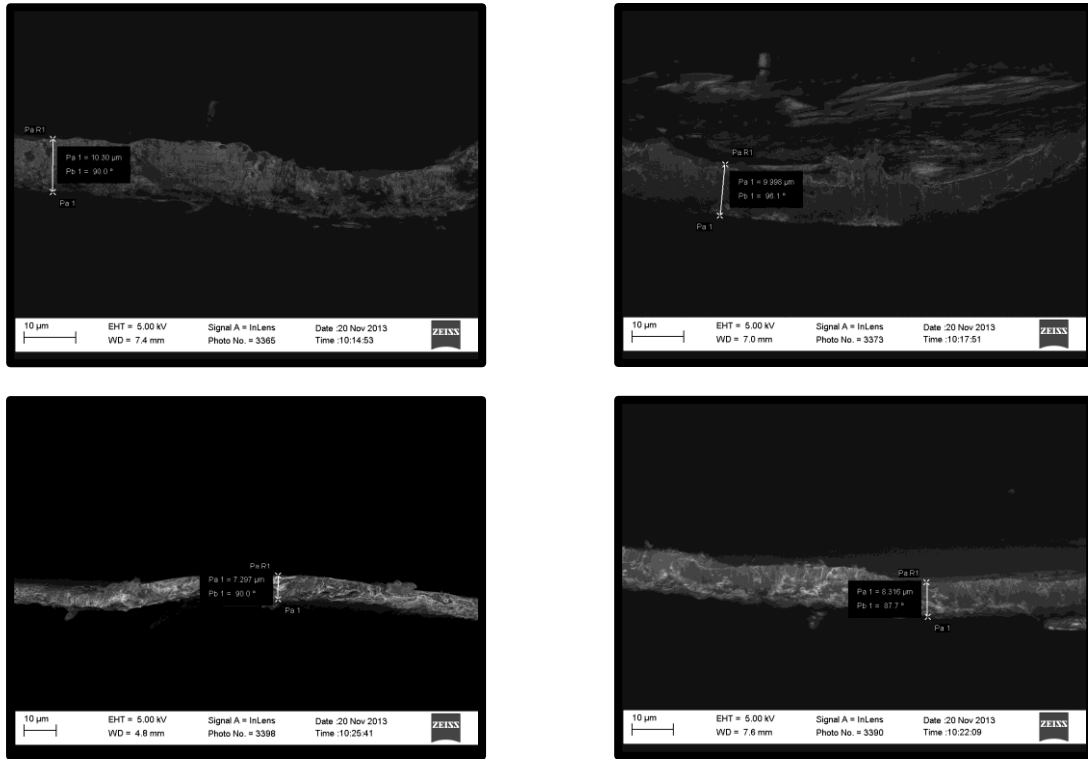 Pa R1
Pa 1 = 10.30 µm
Pb 1 = 90.0 °
Pa 1
10 µm
EHT = 5.00 kV
WD = 7.4 mm
Signal A = InLens
Photo No. = 3365
Date :20 Nov 2013
Time :10:14:53
ZEISS
Pa R1
Pa 1 = 9.998 µm
Pb 1 = 96.1 °
Pa 1
10 µm
EHT = 5.00 kV
WD = 7.0 mm
Signal A = InLens
Photo No. = 3373
Date :20 Nov 2013
Time :10:17:51
ZEISS
Pa R1
Pa 1 = 7.297 µm
Pb 1 = 90.0 °
Pa 1
10 µm
EHT = 5.00 kV
WD = 4.8 mm
Signal A = InLens
Photo No. = 3398
Date :20 Nov 2013
Time :10:25:41
ZEISS
Pa R1
Pa 1 = 8.316 µm
Pb 1 = 87.7 °
Pa 1
10 µm
EHT = 5.00 kV
WD = 7.6 mm
Signal A = InLens
Photo No. = 3390
Date :20 Nov 2013
Time :10:22:09
ZEISS